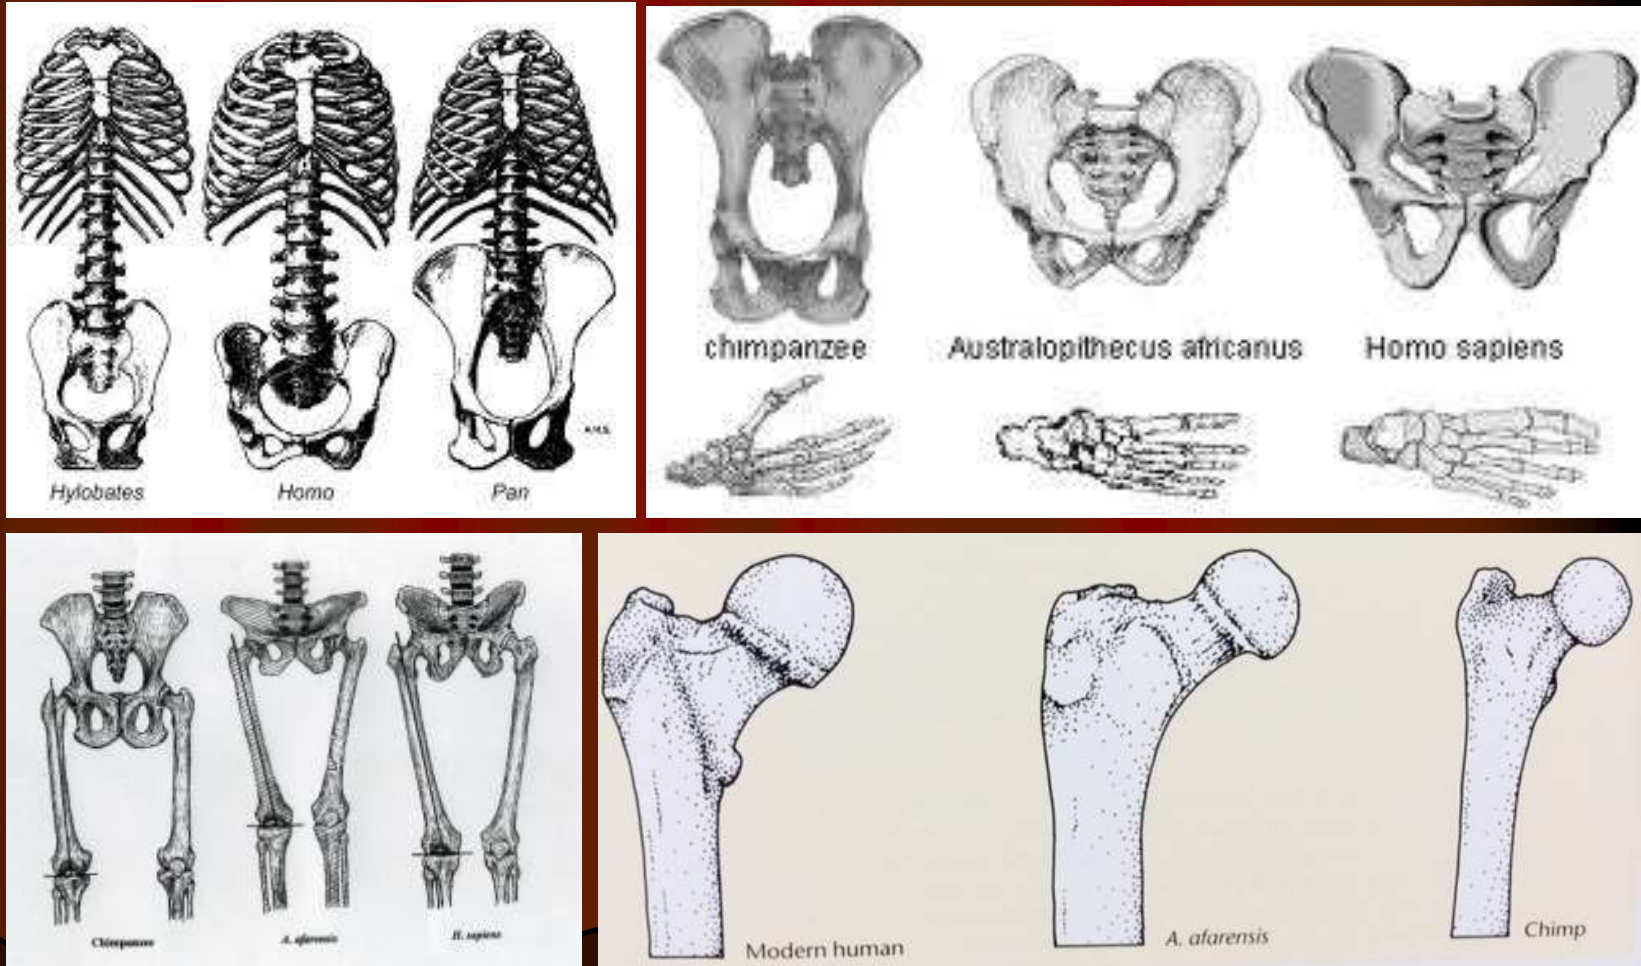 Hylobates
Homo
Pan
A.H.S.
chimpanzee
Australopithecus africanus
Homo sapiens
Chimpanzee
A. afarensis
H. sapiens
Modern human
A. afarensis
Chimp